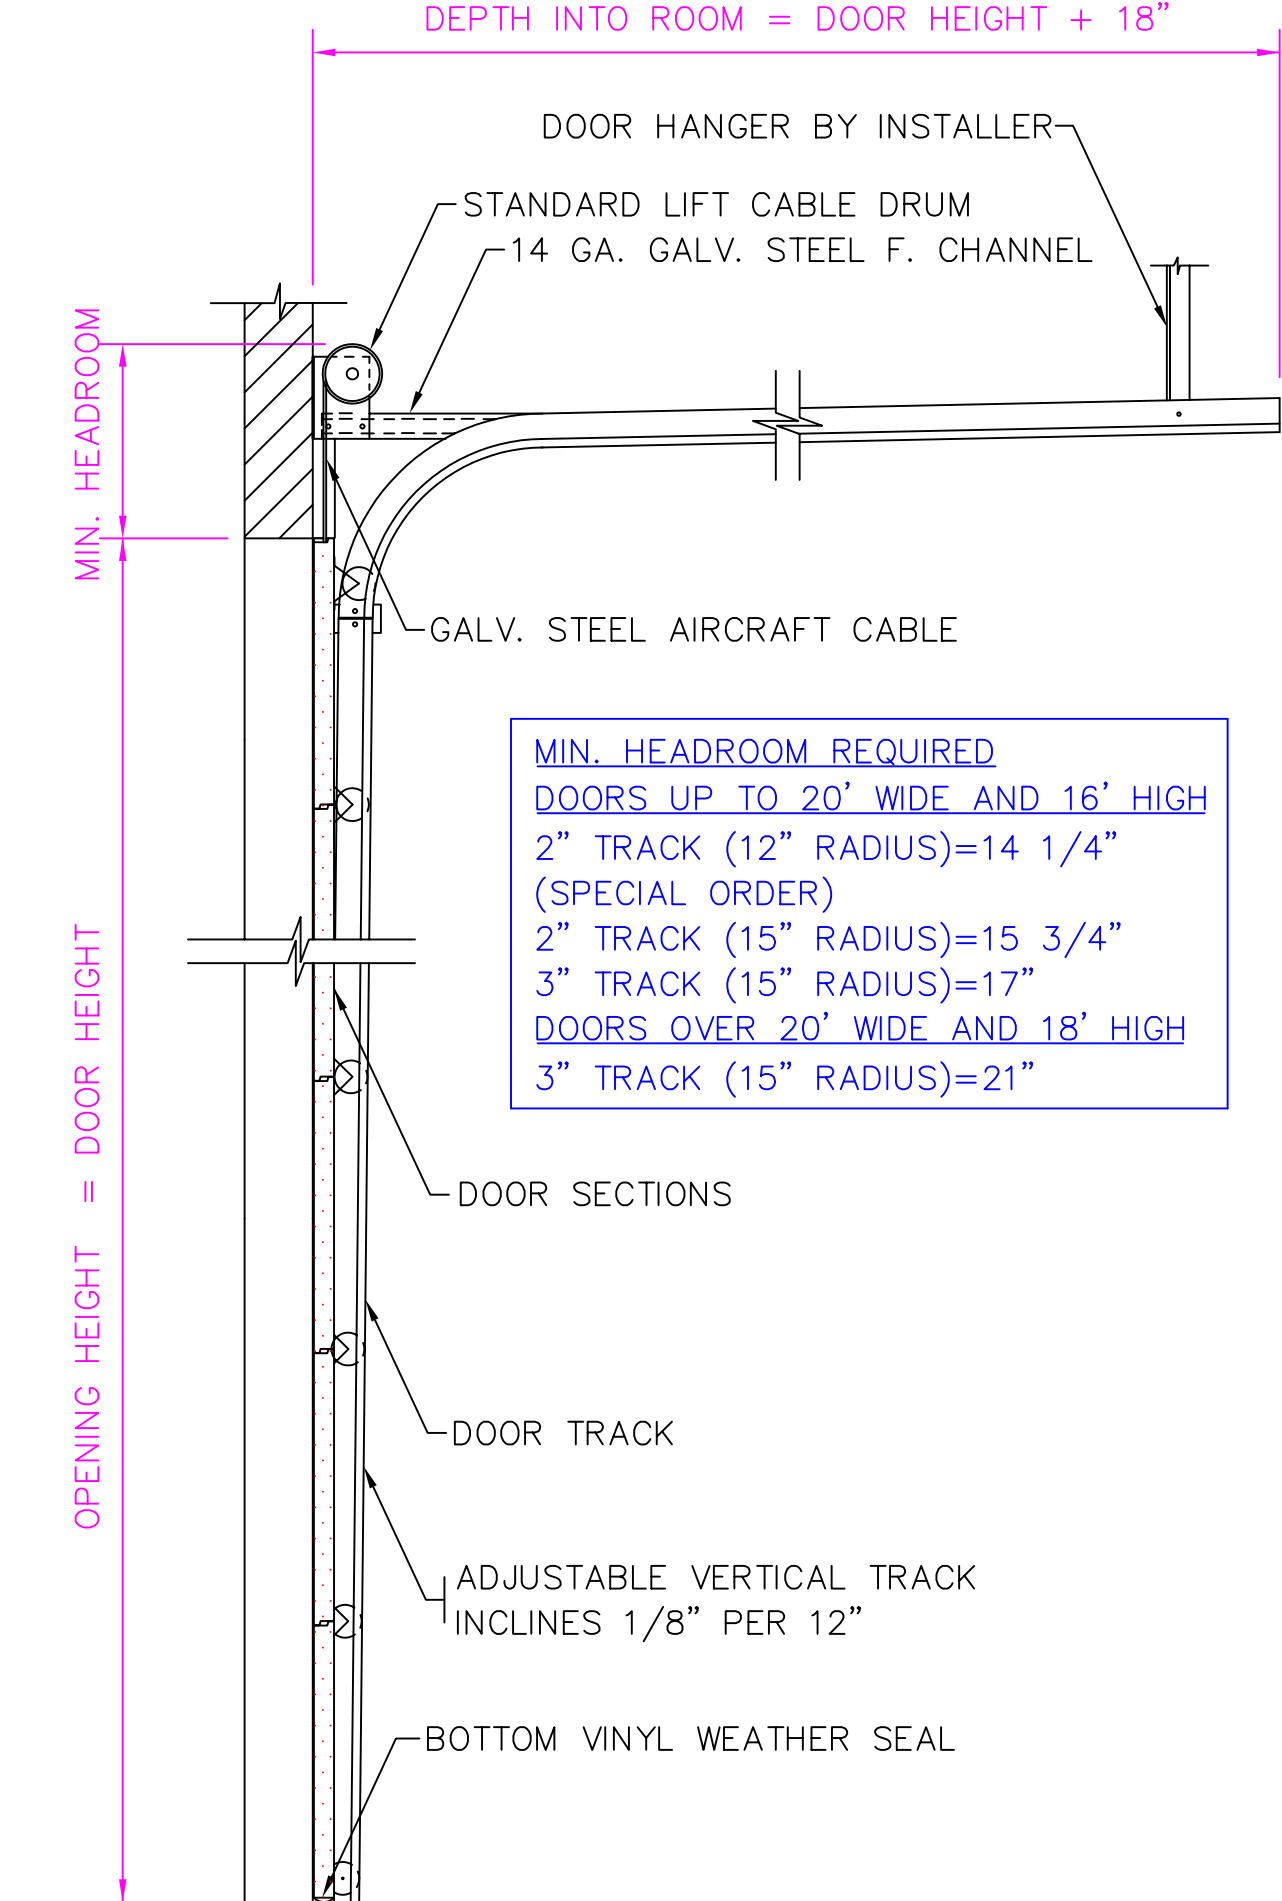 DEPTH INTO ROOM = DOOR HEIGHT + 18”
DOOR HANGER BY INSTALLER
STANDARD LIFT CABLE DRUM
14 GA. GALV. STEEL F. CHANNEL
MIN. HEADROOM
GALV. STEEL AIRCRAFT CABLE
MIN. HEADROOM REQUIRED
DOORS UP TO 20’ WIDE AND 16’ HIGH
2” TRACK (12” RADIUS)=14 1/4”
(SPECIAL ORDER)
2” TRACK (15” RADIUS)=15 3/4”
3” TRACK (15” RADIUS)=17”
DOORS OVER 20’ WIDE AND 18’ HIGH
3” TRACK (15” RADIUS)=21”
OPENING HEIGHT = DOOR HEIGHT
DOOR SECTIONS
DOOR TRACK
ADJUSTABLE VERTICAL TRACK
INCLINES 1/8” PER 12”
BOTTOM VINYL WEATHER SEAL